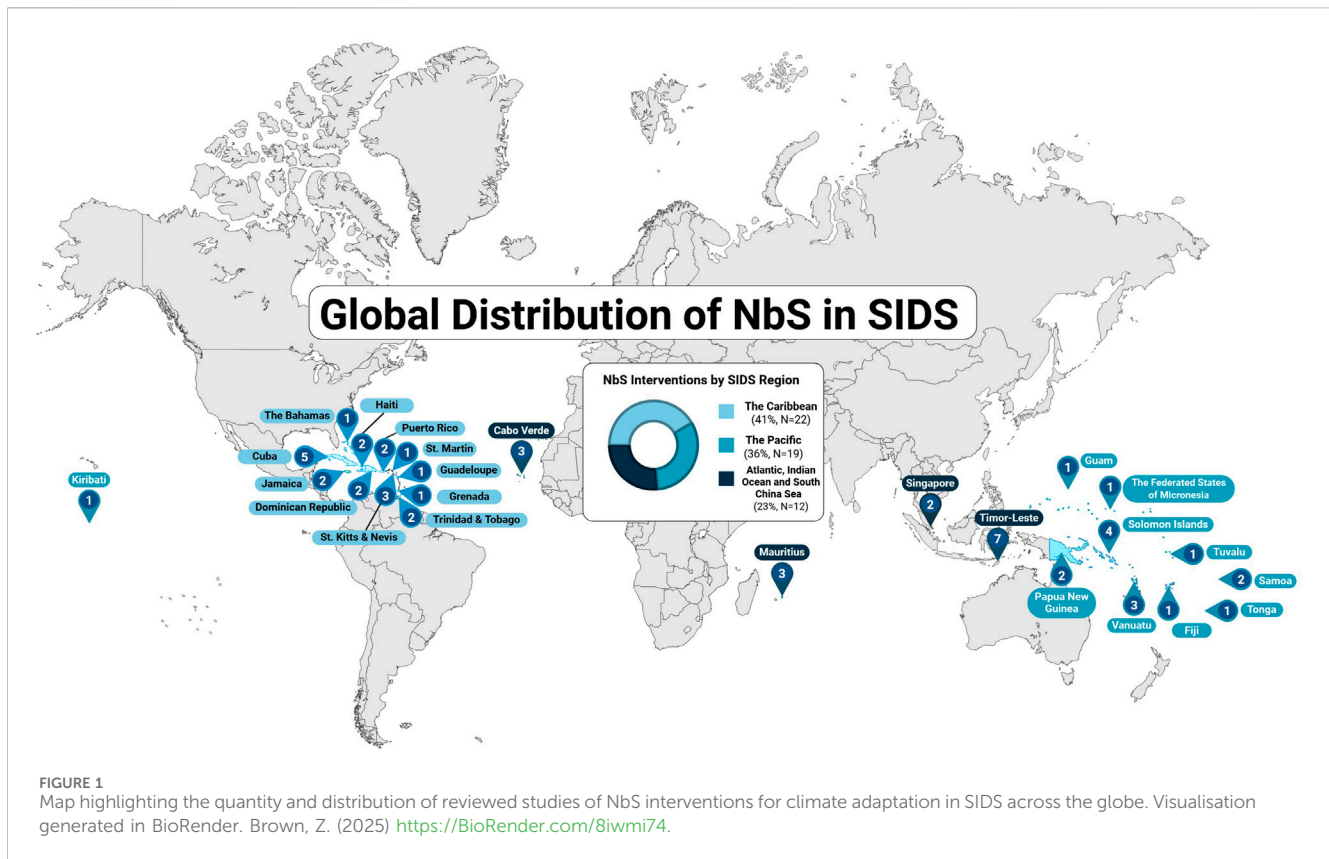 Global Distribution of NbS in SIDS
NbS Interventions by SIDS Region
The Caribbean
(41%, N=22)
The Pacific
(36%, N=19)
Atlantic, Indian
Ocean and South
China Sea
(23%, N=12)
The Bahamas
1
Haiti
2
Puerto Rico
2
St. Martin
1
Cuba
5
Guadeloupe
1
Jamaica
2
Dominican Republic
2
Grenada
1
St. Kitts & Nevis
3
Trinidad & Tobago
2
Kiribati
1
Cabo Verde
3
Mauritius
3
Singapore
2
Timor-Leste
7
Guam
1
The Federated States
of Micronesia
1
Solomon Islands
4
Tuvalu
1
Samoa
2
Papua New
Guinea
2
Vanuatu
3
Fiji
1
Tonga
1
FIGURE 1
Map highlighting the quantity and distribution of reviewed studies of NbS interventions for climate adaptation in SIDS across the globe. Visualisation
generated in BioRender. Brown, Z. (2025) https://BioRender.com/8iwmi74.